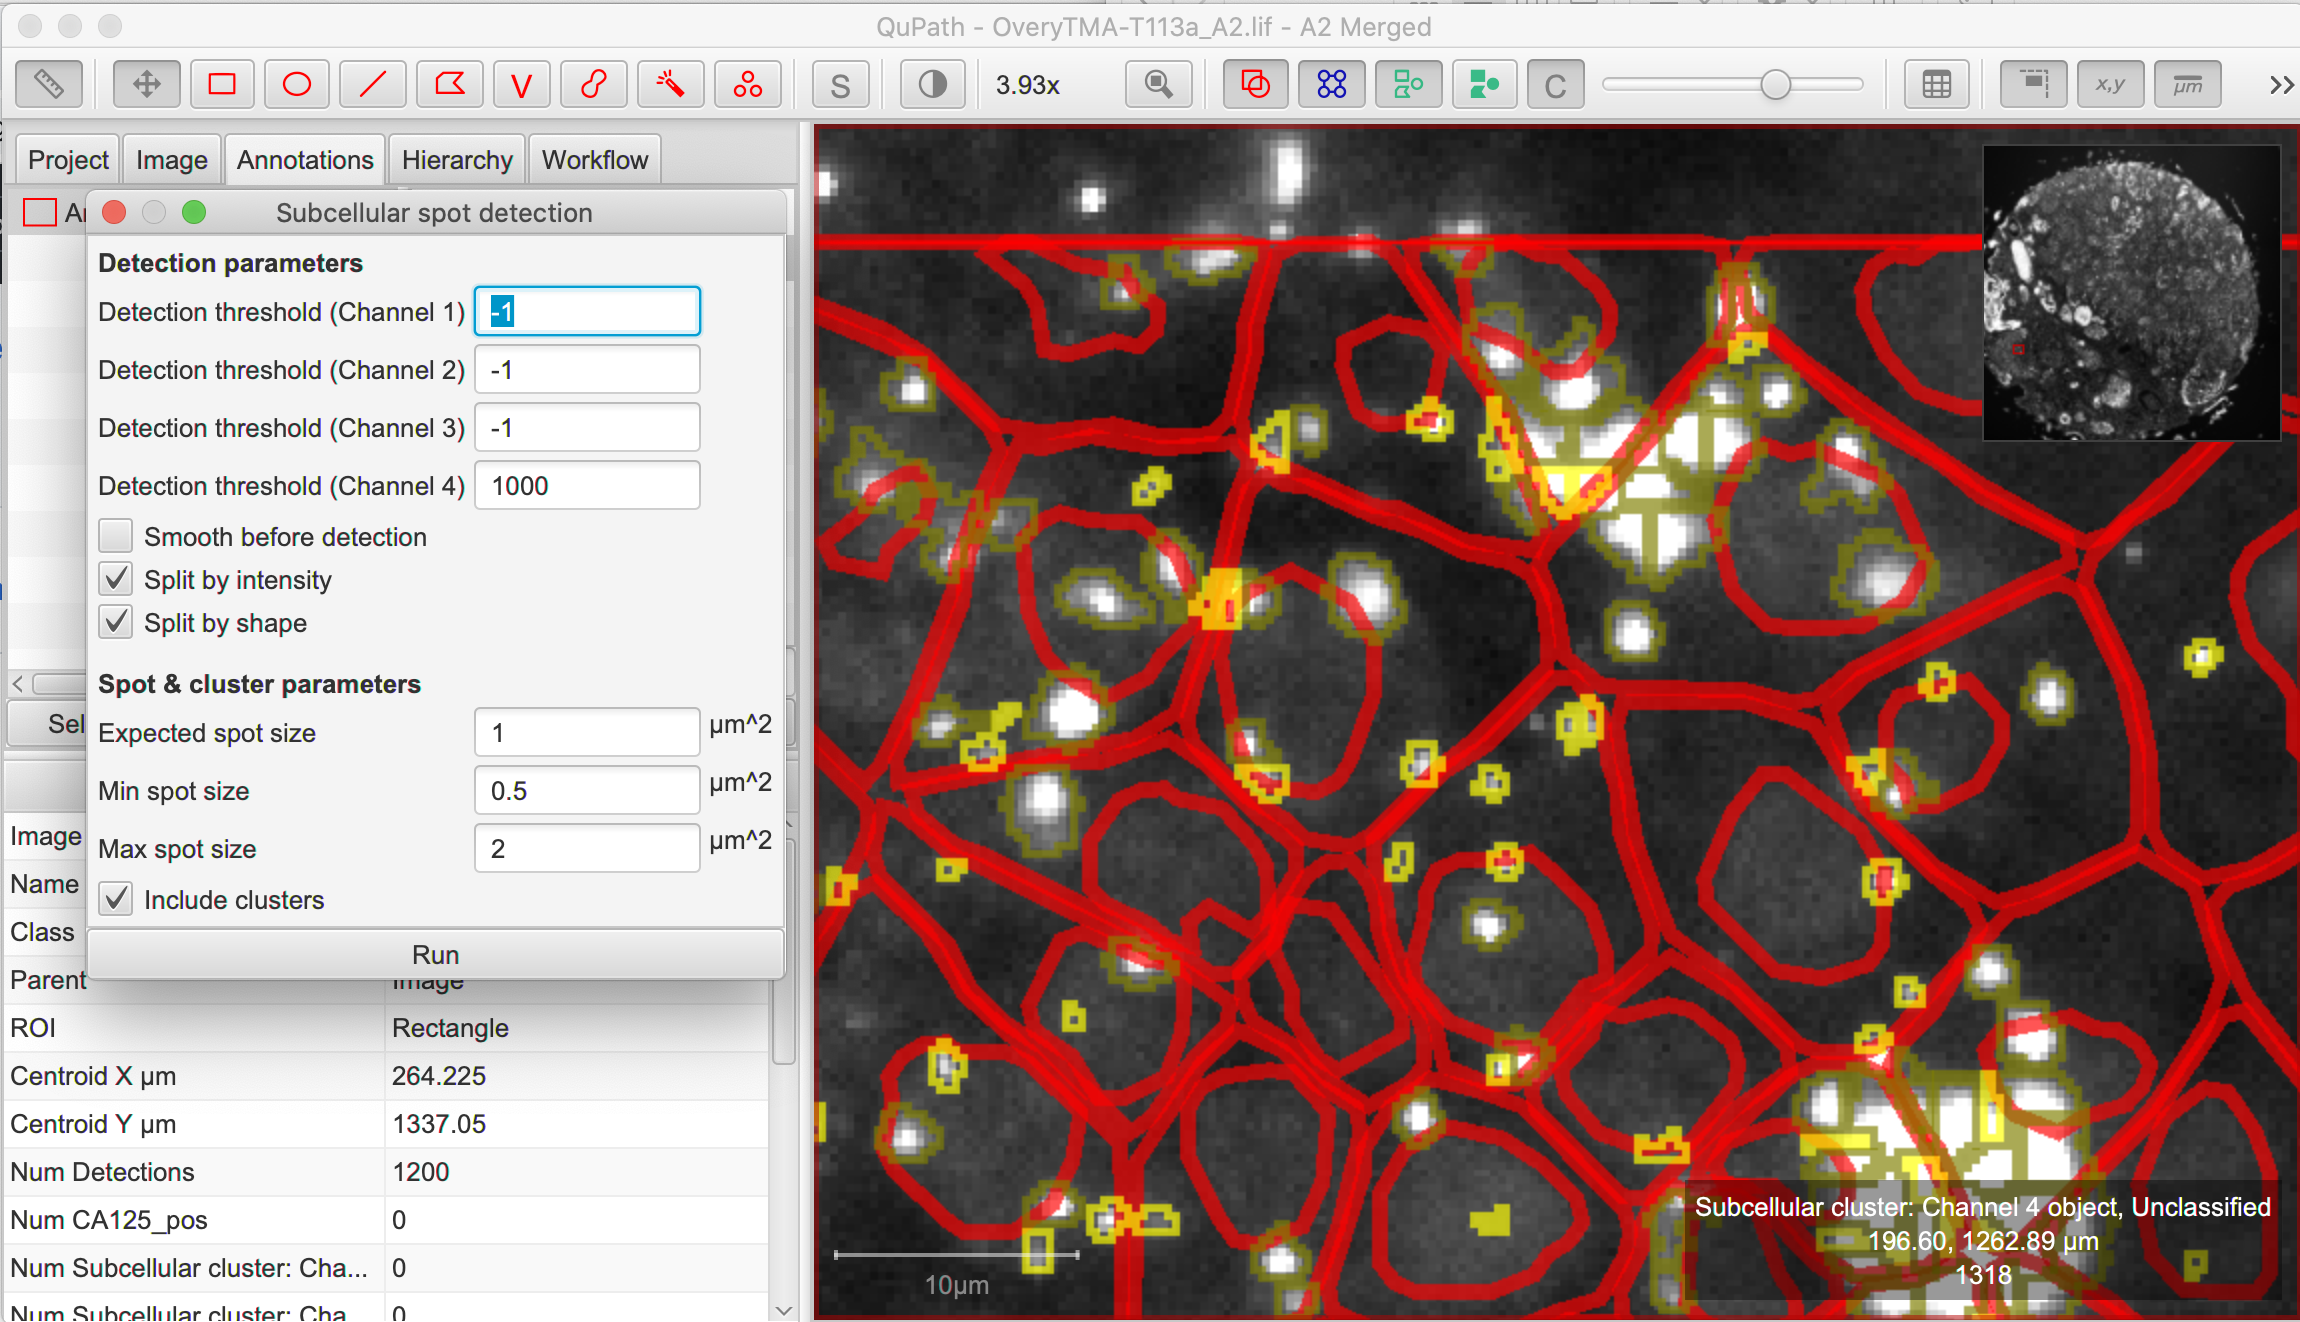 QuPath - OveryTMA-T113a_A2.lif - A2 Merged
V S 3.93x C x,y µm
Project Image Annotations Hierarchy Workflow
Subcellular spot detection
Detection parameters
Detection threshold (Channel 1) -1
Detection threshold (Channel 2) -1
Detection threshold (Channel 3) -1
Detection threshold (Channel 4) 1000
Smooth before detection
Split by intensity
Split by shape
Spot & cluster parameters
Expected spot size 1 µm^2
Min spot size 0.5 µm^2
Max spot size 2 µm^2
Include clusters
Run
Image
Name
Class
Parent Image
ROI Rectangle
Centroid X µm 264.225
Centroid Y µm 1337.05
Num Detections 1200
Num CA125_pos 0
Num Subcellular cluster: Cha... 0
Num Subcellular cluster: Cha 0
10µm
Subcellular cluster: Channel 4 object, Unclassified
196.60, 1262.89 µm
1318